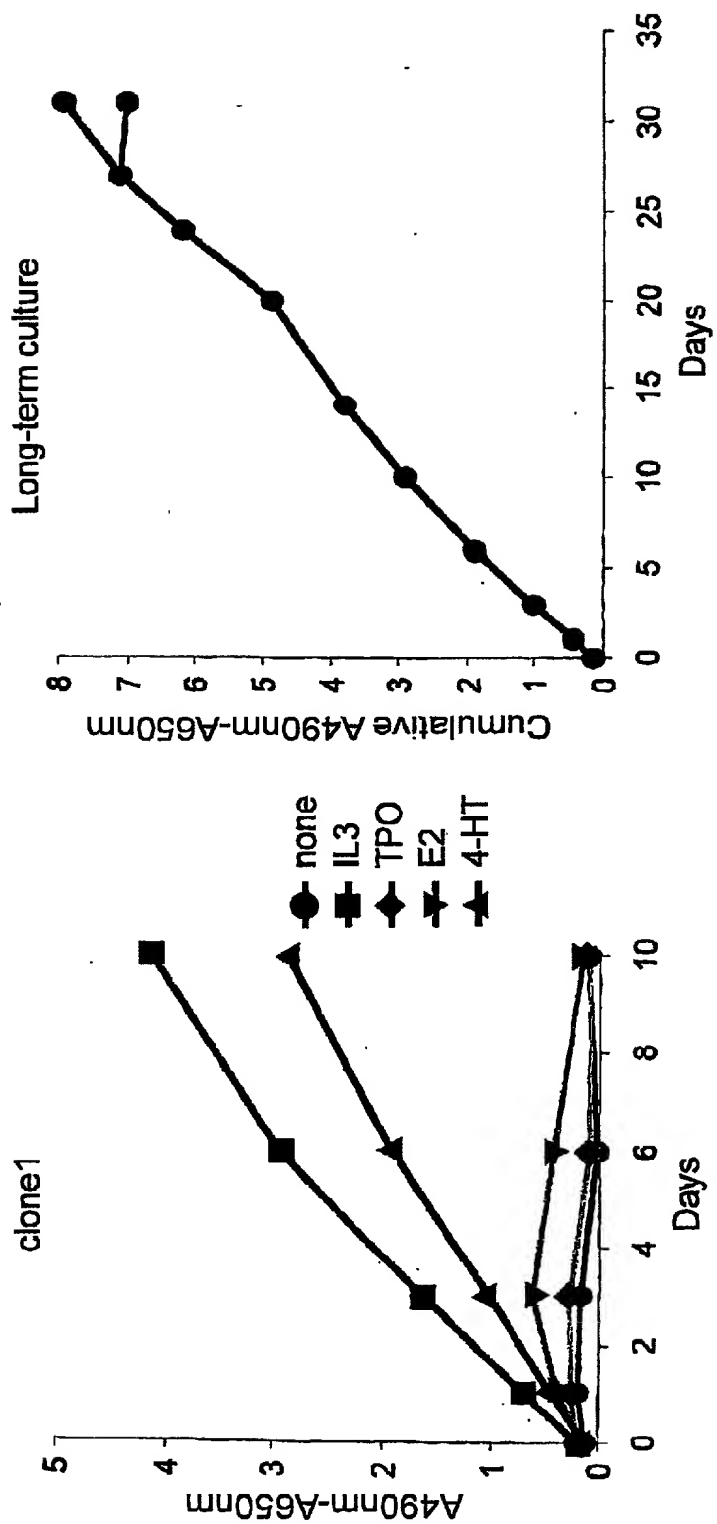 clone1
A490nm-A650nm
5
4
3
2
1
0
0 2 4 6 8 10
Days
none
IL3
TPO
E2
4-HT
Long-term culture
Cumulative A490nm-A650nm
8
7
6
5
4
3
2
1
0
0 5 10 15 20 25 30 35
Days